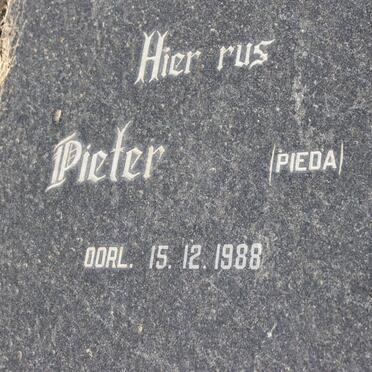 Hier rus
Pieter (PIEDA)
OORL. 15. 12. 1988